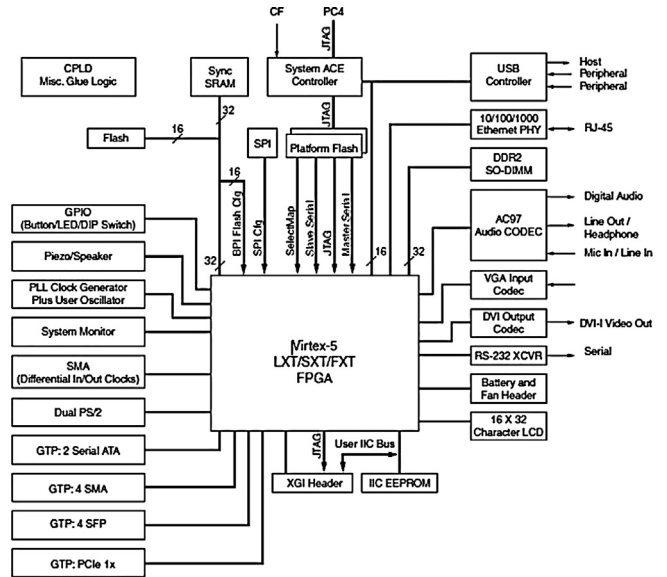 CF
PC4
JTAG
CPLD
Misc. Glue Logic
Sync
SRAM
System ACE
Controller
USB
Controller
Host
Peripheral
Peripheral
32
16
Flash
JTAG
SPI
Platform Flash
10/100/1000
Ethernet PHY
RJ-45
DDR2
SO-DIMM
16
BPI Flash Cfg
SPI Cfg
SelectMap
Slave Serial
JTAG
Master Serial
AC97
Audio CODEC
Digital Audio
Line Out /
Headphone
Mic In / Line In
GPIO
(Button/LED/DIP Switch)
32
16
32
Piezo/Speaker
VGA Input
Codec
PLL Clock Generator
Plus User Oscillator
DVI Output
Codec
DVI-I Video Out
System Monitor
Virtex-5
LXT/SXT/FXT
FPGA
RS-232 XCVR
Serial
SMA
(Differential In/Out Clocks)
Battery and
Fan Header
Dual PS/2
16 X 32
Character LCD
GTP: 2 Serial ATA
JTAG
User IIC Bus
GTP: 4 SMA
XGI Header
IIC EEPROM
GTP: 4 SFP
GTP: PCIe 1x